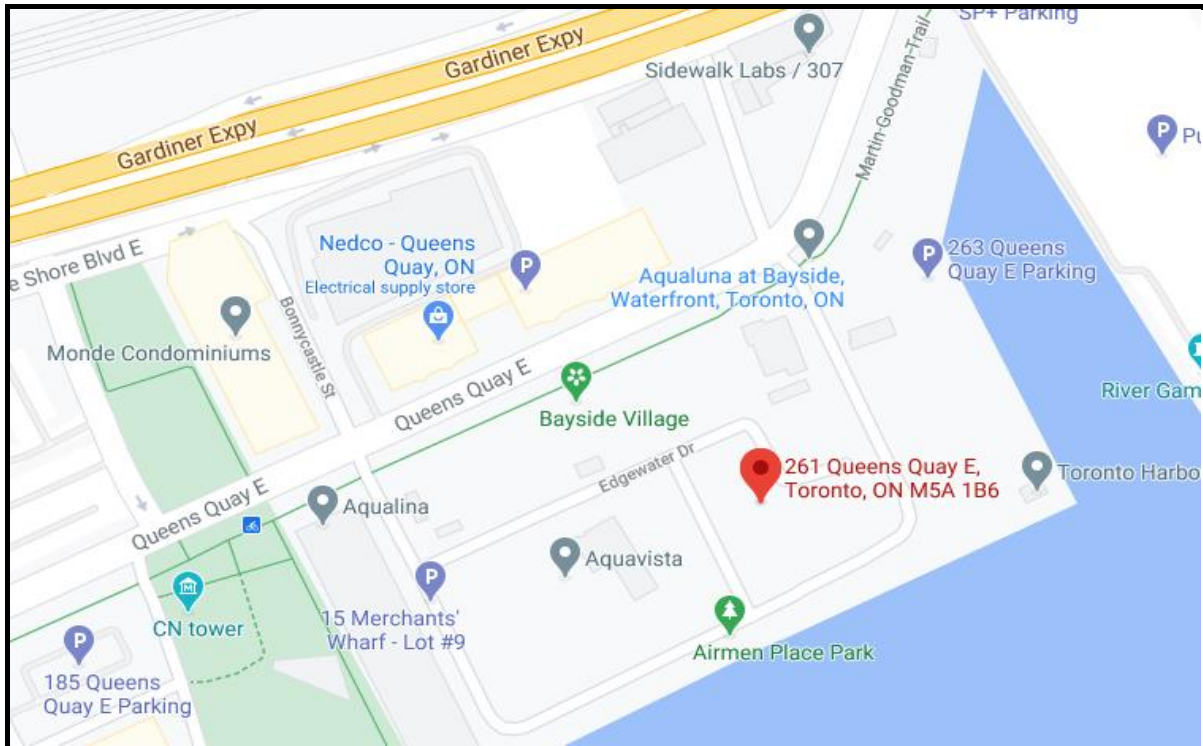 SP+ Parking
Gardiner Expy
Sidewalk Labs / 307
Martin-Goodman-Trail
Gardiner Expy
Pu
Nedco - Queens
Quay, ON
Electrical supply store
263 Queens
Quay E Parking
e Shore Blvd E
Aqualuna at Bayside,
Waterfront, Toronto, ON
Bonnycastle St
Monde Condominiums
Queens Quay E
River Gam
Bayside Village
Edgewater Dr
261 Queens Quay E,
Toronto, ON M5A 1B6
Toronto Harbo
Aqualina
Queens Quay E
Aquavista
15 Merchants'
Wharf - Lot #9
CN tower
Airmen Place Park
185 Queens
Quay E Parking